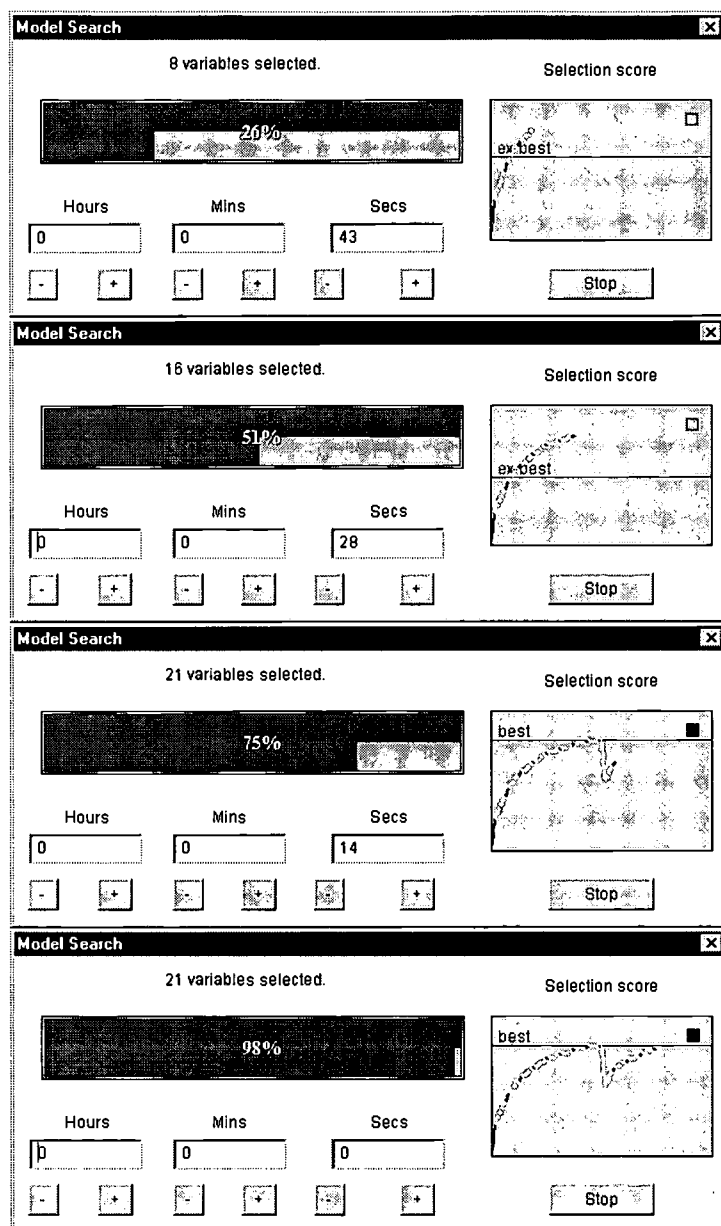 Model Search
8 variables selected.
Selection score
26%
ex best
Hours Mins Secs
0 0 43
- + - + - + Stop
Model Search
16 variables selected.
Selection score
51%
ex best
Hours Mins Secs
0 0 28
- + - + - + Stop
Model Search
21 variables selected.
Selection score
best
75%
Hours Mins Secs
0 0 14
- + - + - + Stop
Model Search
21 variables selected.
Selection score
best
98%
Hours Mins Secs
0 0 0
- + - + - + Stop